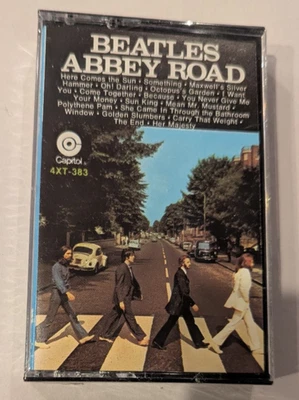 BEATLES
ABBEY ROAD
Here Comes the Sun • Something • Maxwell's Silver
Hammer • Oh! Darling • Octopus's Garden • I Want
You • Come Together • Because • You Never Give Me
Your Money • Sun King • Mean Mr. Mustard •
Polythene Pam • She Came In Through the Bathroom
Window • Golden Slumbers • Carry That Weight •
The End • Her Majesty
Capitol
4XT-383